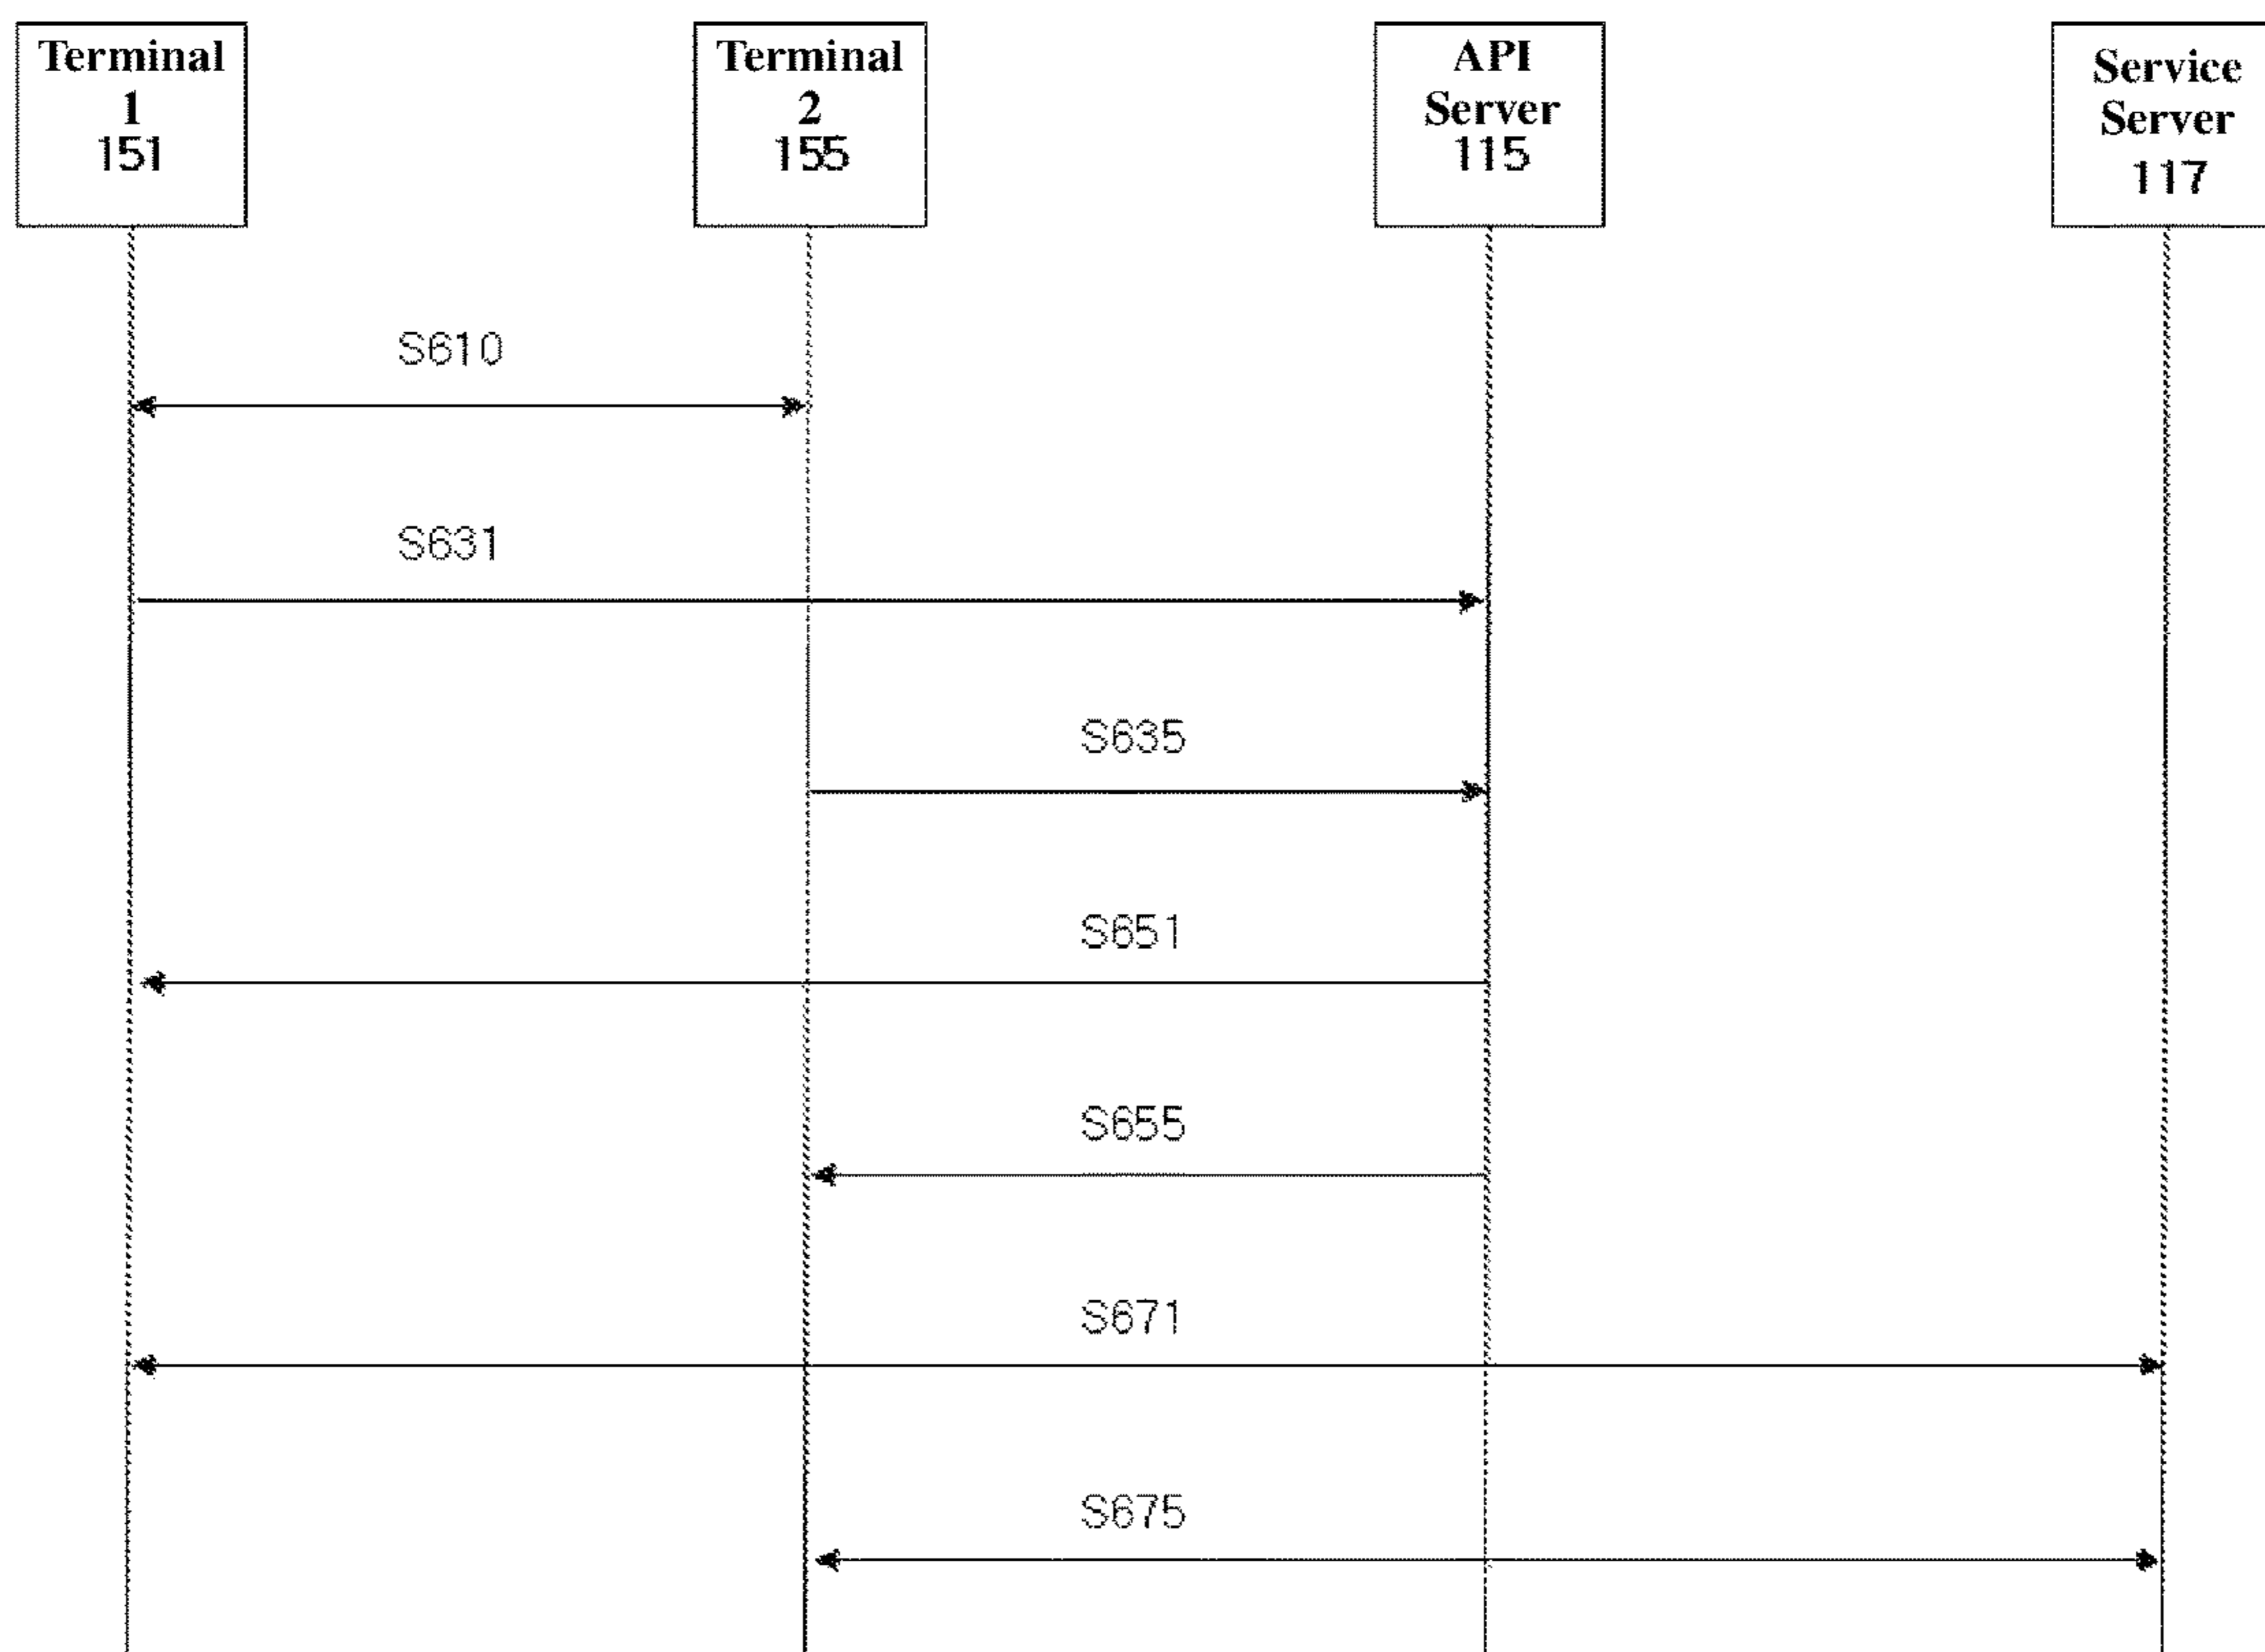 Terminal
1
151
Terminal
2
155
API
Server
115
Service
Server
117
S610
S631
S635
S651
S655
S671
S675